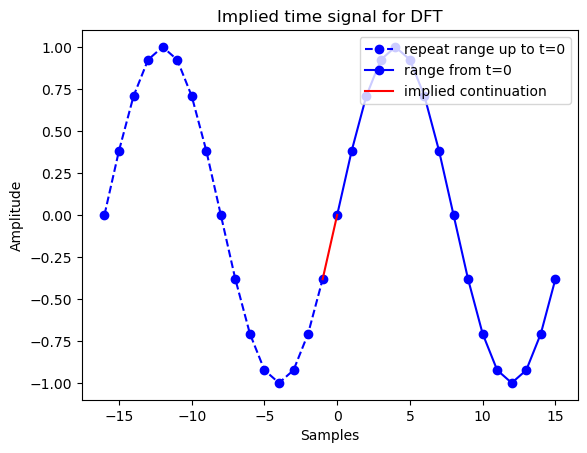 Implied time signal for DFT
repeat range up to t=0
range from t=0
implied continuation
1.00
0.75
0.50
0.25
0.00
−0.25
−0.50
−0.75
−1.00
Amplitude
−15
−10
−5
0
5
10
15
Samples